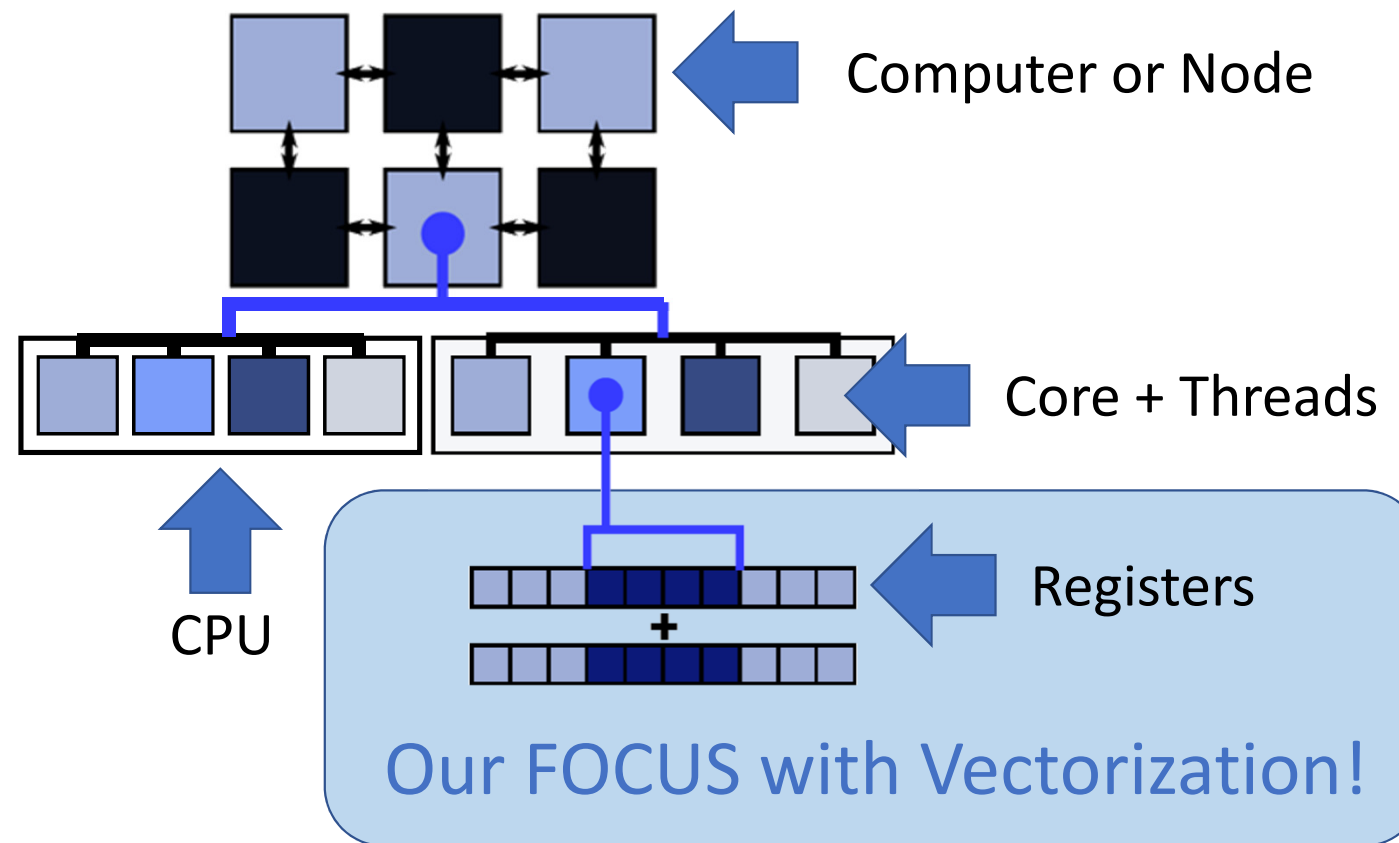 Computer or Node
Core + Threads
CPU
Registers
+
Our FOCUS with Vectorization!